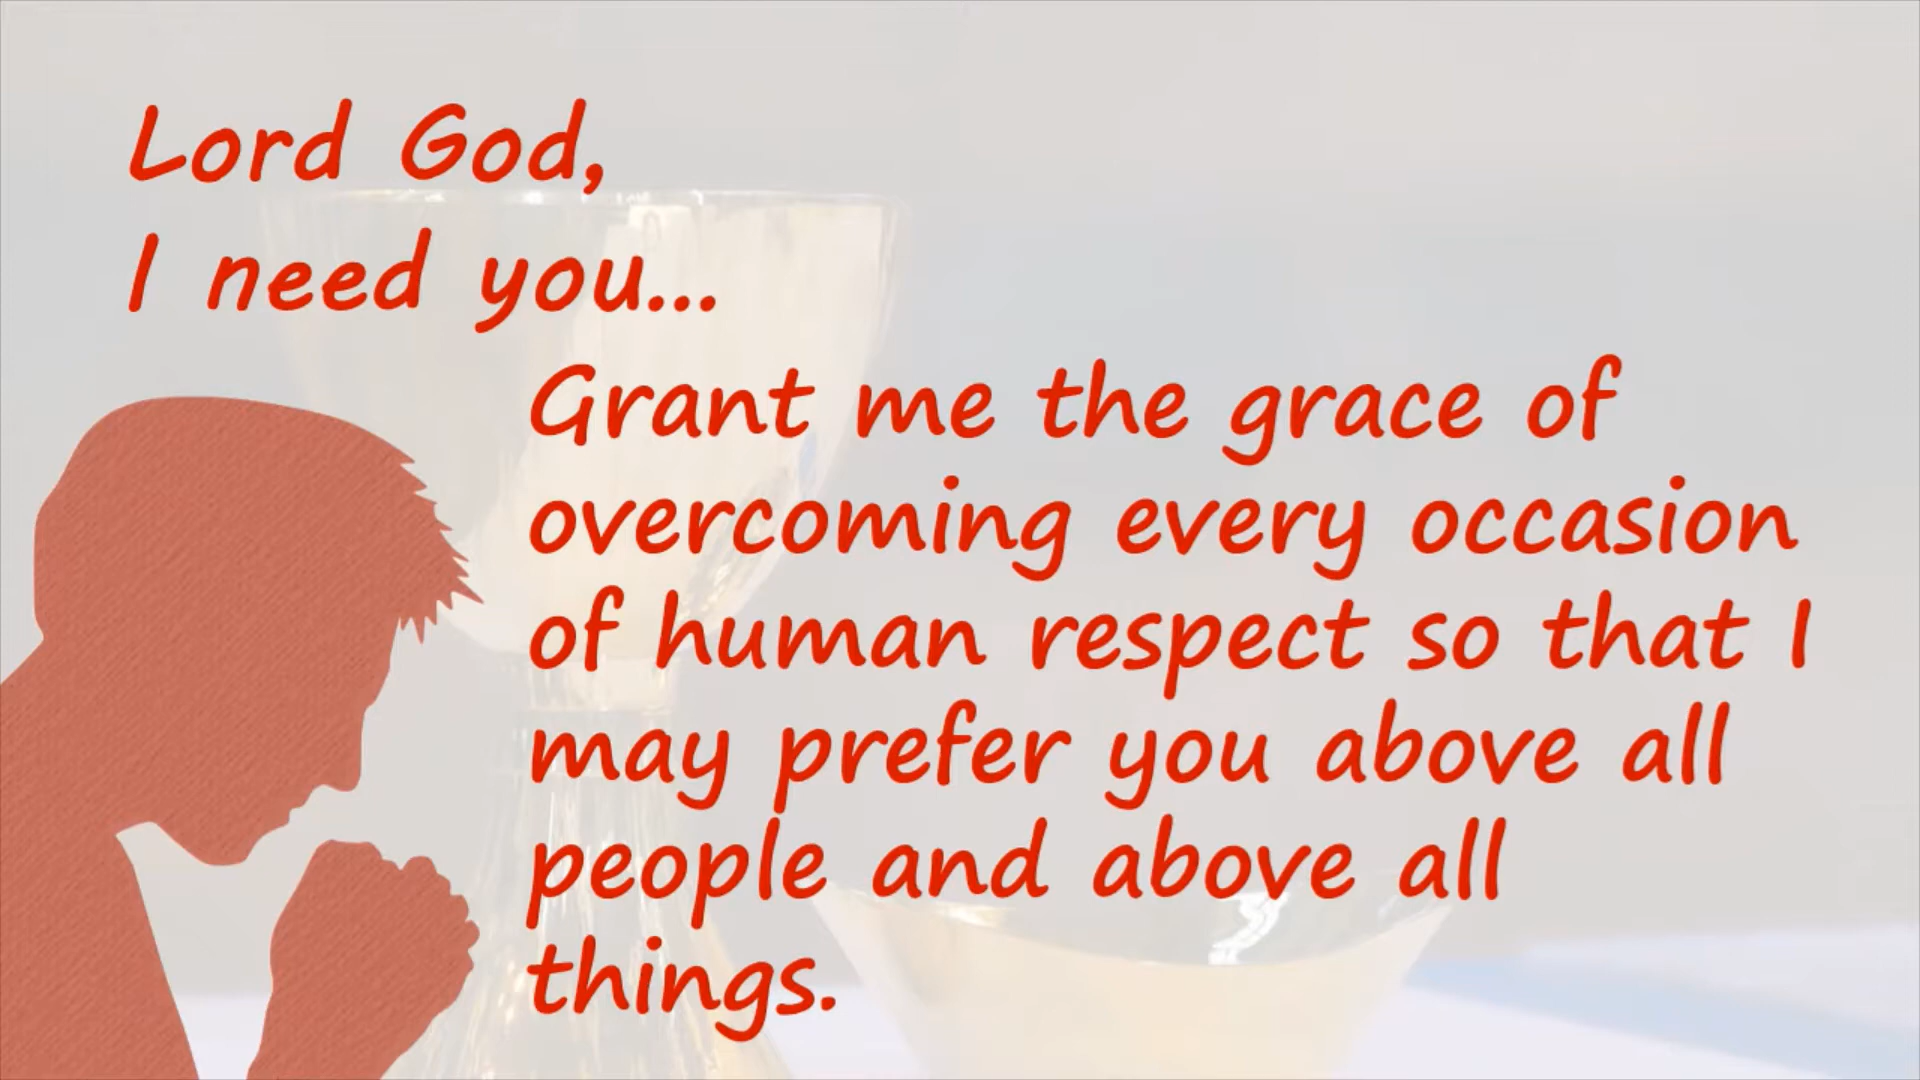 Lord God,
I need you...
Grant me the grace of
overcoming every occasion
of human respect so that I
may prefer you above all
people and above all
things.